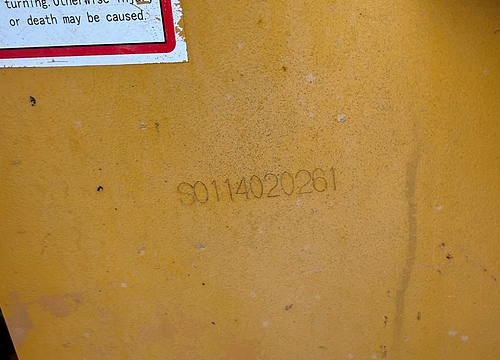 turning.Otherwise
or death may be caused.
S0114020261